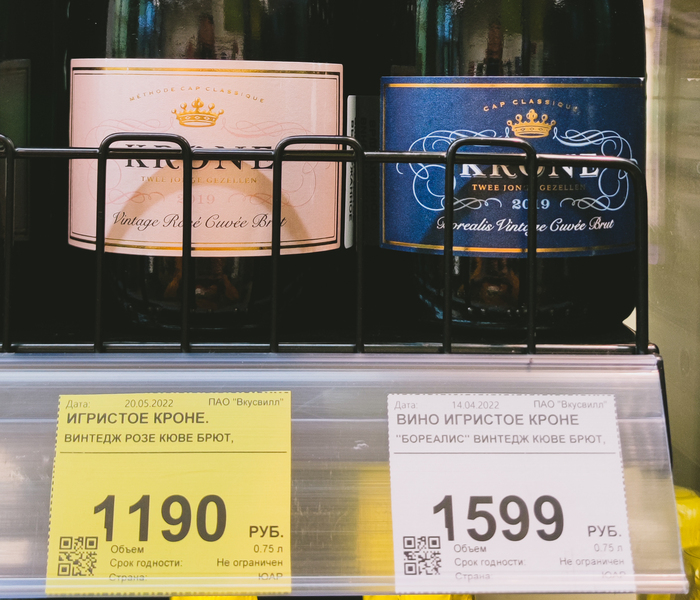 MÉTHODE CAP CLASSIQUE
KRONE
TWEE JONGE GEZELLEN
2019
Vintage Rosé Cuvée Brut
CAP CLASSIQUE
KRONE
TWEE JONGE GEZELLEN
2019
Borealis Vintage Cuvée Brut
Дата: 20.05.2022 ПАО "Вкусвилл"
ИГРИСТОЕ КРОНЕ.
ВИНТЕДЖ РОЗЕ КЮВЕ БРЮТ,
1190 РУБ.
Объем 0.75 л
Срок годности: Не ограничен
Страна: ЮАР
Дата: 14.04.2022 ПАО "Вкусвилл"
ВИНО ИГРИСТОЕ КРОНЕ
"БОРЕАЛИС" ВИНТЕДЖ КЮВЕ БРЮТ,
1599 РУБ.
Объем 0.75 л
Срок годности: Не ограничен
Страна: ЮАР